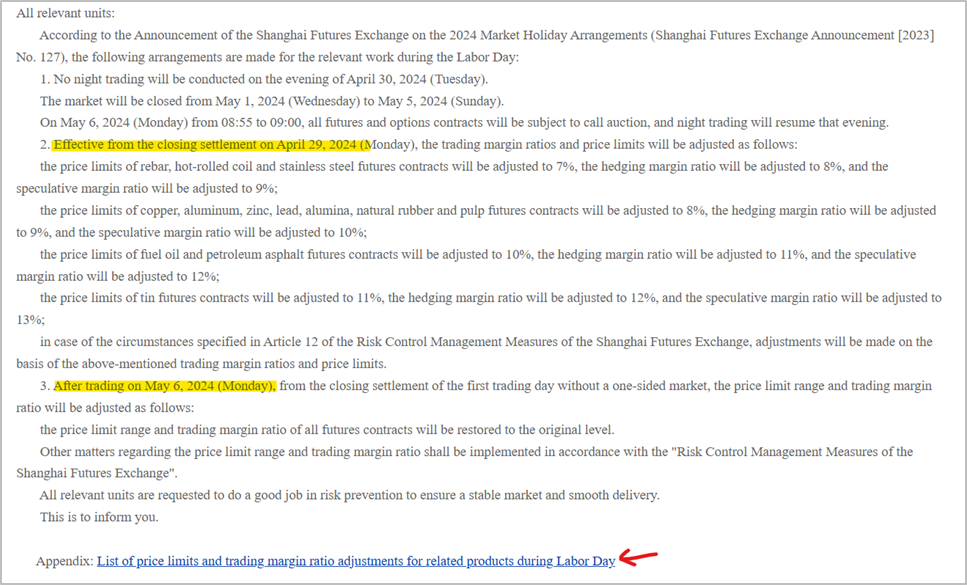 All relevant units:
According to the Announcement of the Shanghai Futures Exchange on the 2024 Market Holiday Arrangements (Shanghai Futures Exchange Announcement [2023]
No. 127), the following arrangements are made for the relevant work during the Labor Day:
1. No night trading will be conducted on the evening of April 30, 2024 (Tuesday).
The market will be closed from May 1, 2024 (Wednesday) to May 5, 2024 (Sunday).
On May 6, 2024 (Monday) from 08:55 to 09:00, all futures and options contracts will be subject to call auction, and night trading will resume that evening.
2. Effective from the closing settlement on April 29, 2024 (Monday), the trading margin ratios and price limits will be adjusted as follows:
the price limits of rebar, hot-rolled coil and stainless steel futures contracts will be adjusted to 7%, the hedging margin ratio will be adjusted to 8%, and the
speculative margin ratio will be adjusted to 9%;
the price limits of copper, aluminum, zinc, lead, alumina, natural rubber and pulp futures contracts will be adjusted to 8%, the hedging margin ratio will be adjusted
to 9%, and the speculative margin ratio will be adjusted to 10%;
the price limits of fuel oil and petroleum asphalt futures contracts will be adjusted to 10%, the hedging margin ratio will be adjusted to 11%, and the speculative
margin ratio will be adjusted to 12%;
the price limits of tin futures contracts will be adjusted to 11%, the hedging margin ratio will be adjusted to 12%, and the speculative margin ratio will be adjusted to
13%;
in case of the circumstances specified in Article 12 of the Risk Control Management Measures of the Shanghai Futures Exchange, adjustments will be made on the
basis of the above-mentioned trading margin ratios and price limits.
3. After trading on May 6, 2024 (Monday), from the closing settlement of the first trading day without a one-sided market, the price limit range and trading margin
ratio will be adjusted as follows:
the price limit range and trading margin ratio of all futures contracts will be restored to the original level.
Other matters regarding the price limit range and trading margin ratio shall be implemented in accordance with the "Risk Control Management Measures of the
Shanghai Futures Exchange".
All relevant units are requested to do a good job in risk prevention to ensure a stable market and smooth delivery.
This is to inform you.
Appendix: List of price limits and trading margin ratio adjustments for related products during Labor Day